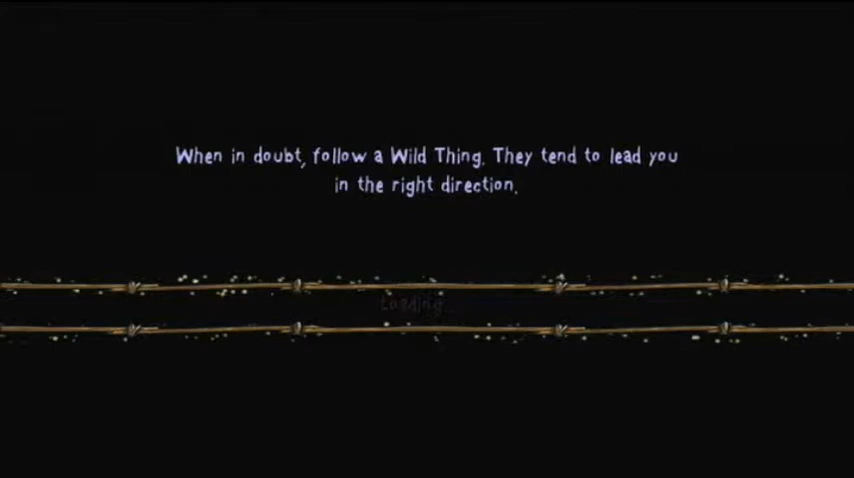 When in doubt, follow a Wild Thing. They tend to lead you
in the right direction.
Loading...